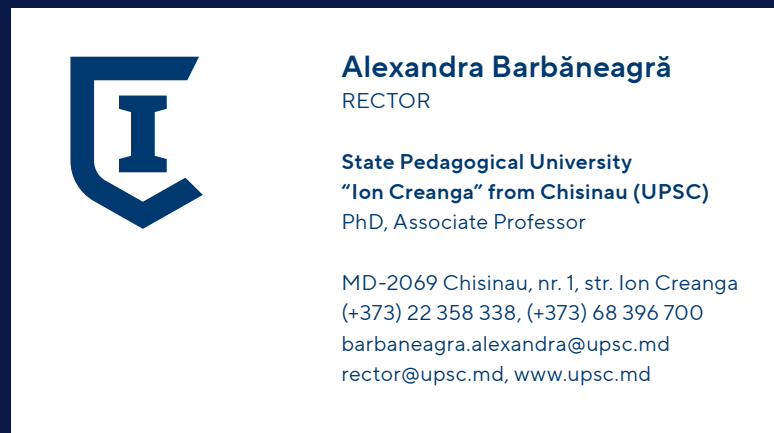 Alexandra Barbăneagră
RECTOR
State Pedagogical University
“Ion Creanga” from Chisinau (UPSC)
PhD, Associate Professor
MD-2069 Chisinau, nr. 1, str. Ion Creanga
(+373) 22 358 338, (+373) 68 396 700
barbaneagra.alexandra@upsc.md
rector@upsc.md, www.upsc.md